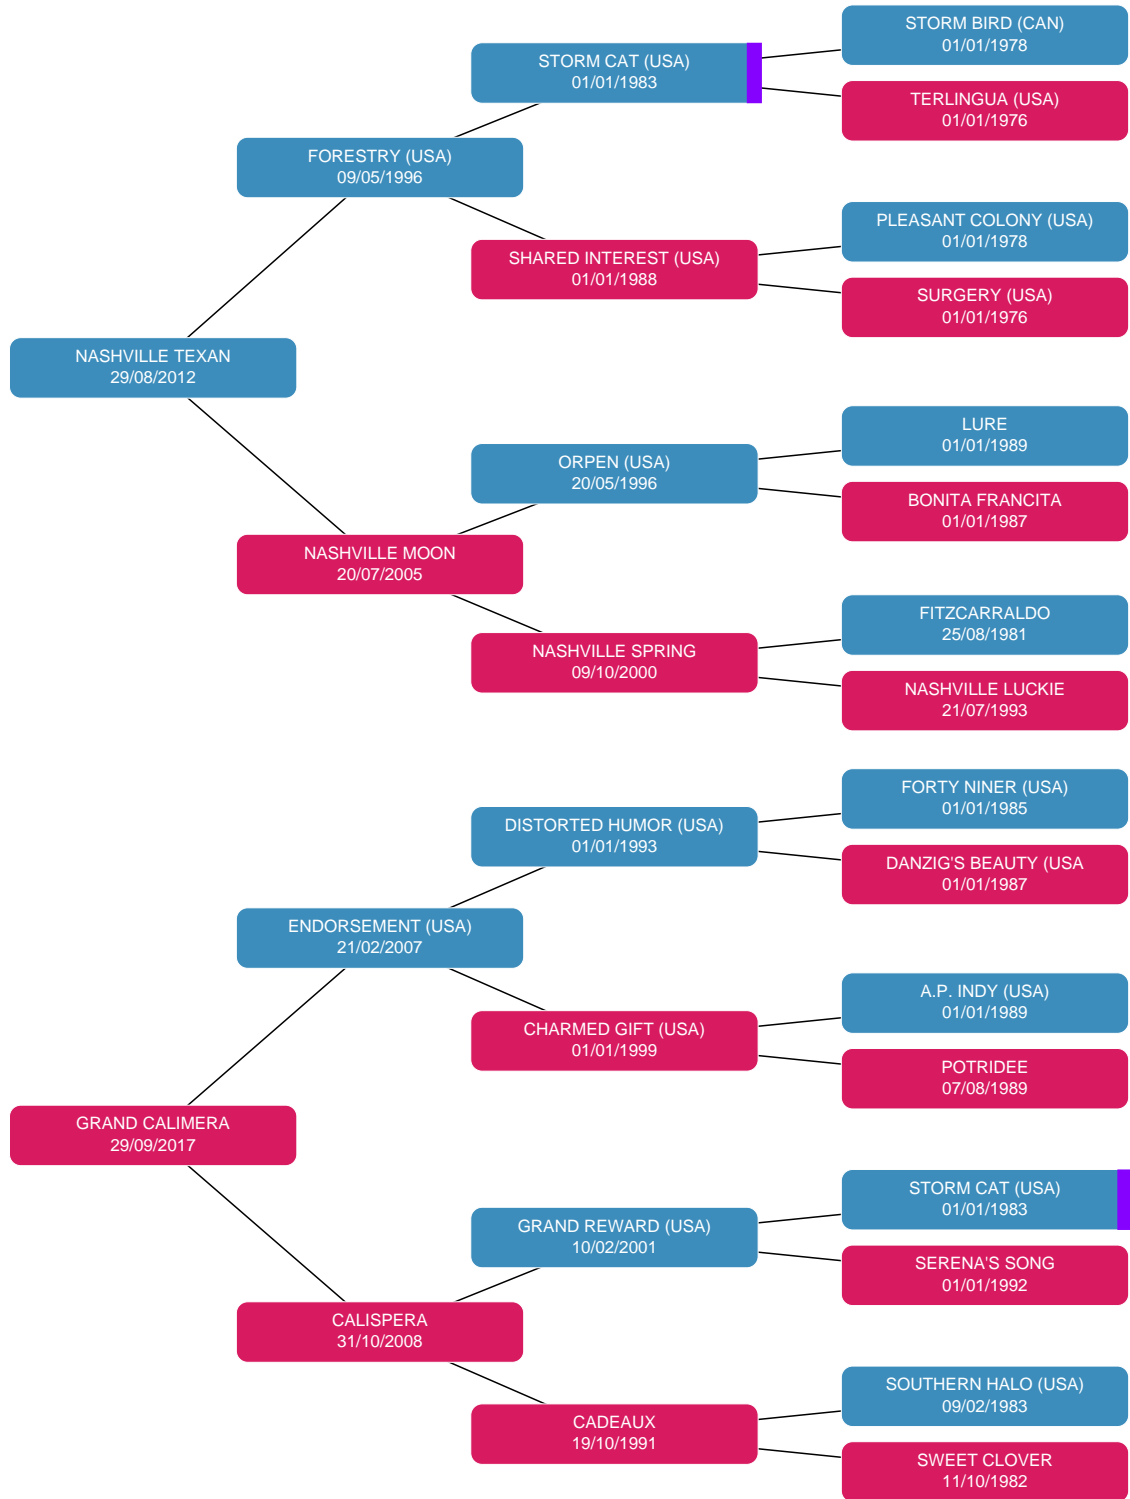 STORM BIRD (CAN)
01/01/1978
STORM CAT (USA)
01/01/1983
TERLINGUA (USA)
01/01/1976
FORESTRY (USA)
09/05/1996
PLEASANT COLONY (USA)
01/01/1978
SHARED INTEREST (USA)
01/01/1988
SURGERY (USA)
01/01/1976
NASHVILLE TEXAN
29/08/2012
LURE
01/01/1989
ORPEN (USA)
20/05/1996
BONITA FRANCITA
01/01/1987
NASHVILLE MOON
20/07/2005
FITZCARRALDO
25/08/1981
NASHVILLE SPRING
09/10/2000
NASHVILLE LUCKIE
21/07/1993
FORTY NINER (USA)
01/01/1985
DISTORTED HUMOR (USA)
01/01/1993
DANZIG'S BEAUTY (USA
01/01/1987
ENDORSEMENT (USA)
21/02/2007
A.P. INDY (USA)
01/01/1989
CHARMED GIFT (USA)
01/01/1999
POTRIDEE
07/08/1989
GRAND CALIMERA
29/09/2017
STORM CAT (USA)
01/01/1983
GRAND REWARD (USA)
10/02/2001
SERENA'S SONG
01/01/1992
CALISPERA
31/10/2008
SOUTHERN HALO (USA)
09/02/1983
CADEAUX
19/10/1991
SWEET CLOVER
11/10/1982